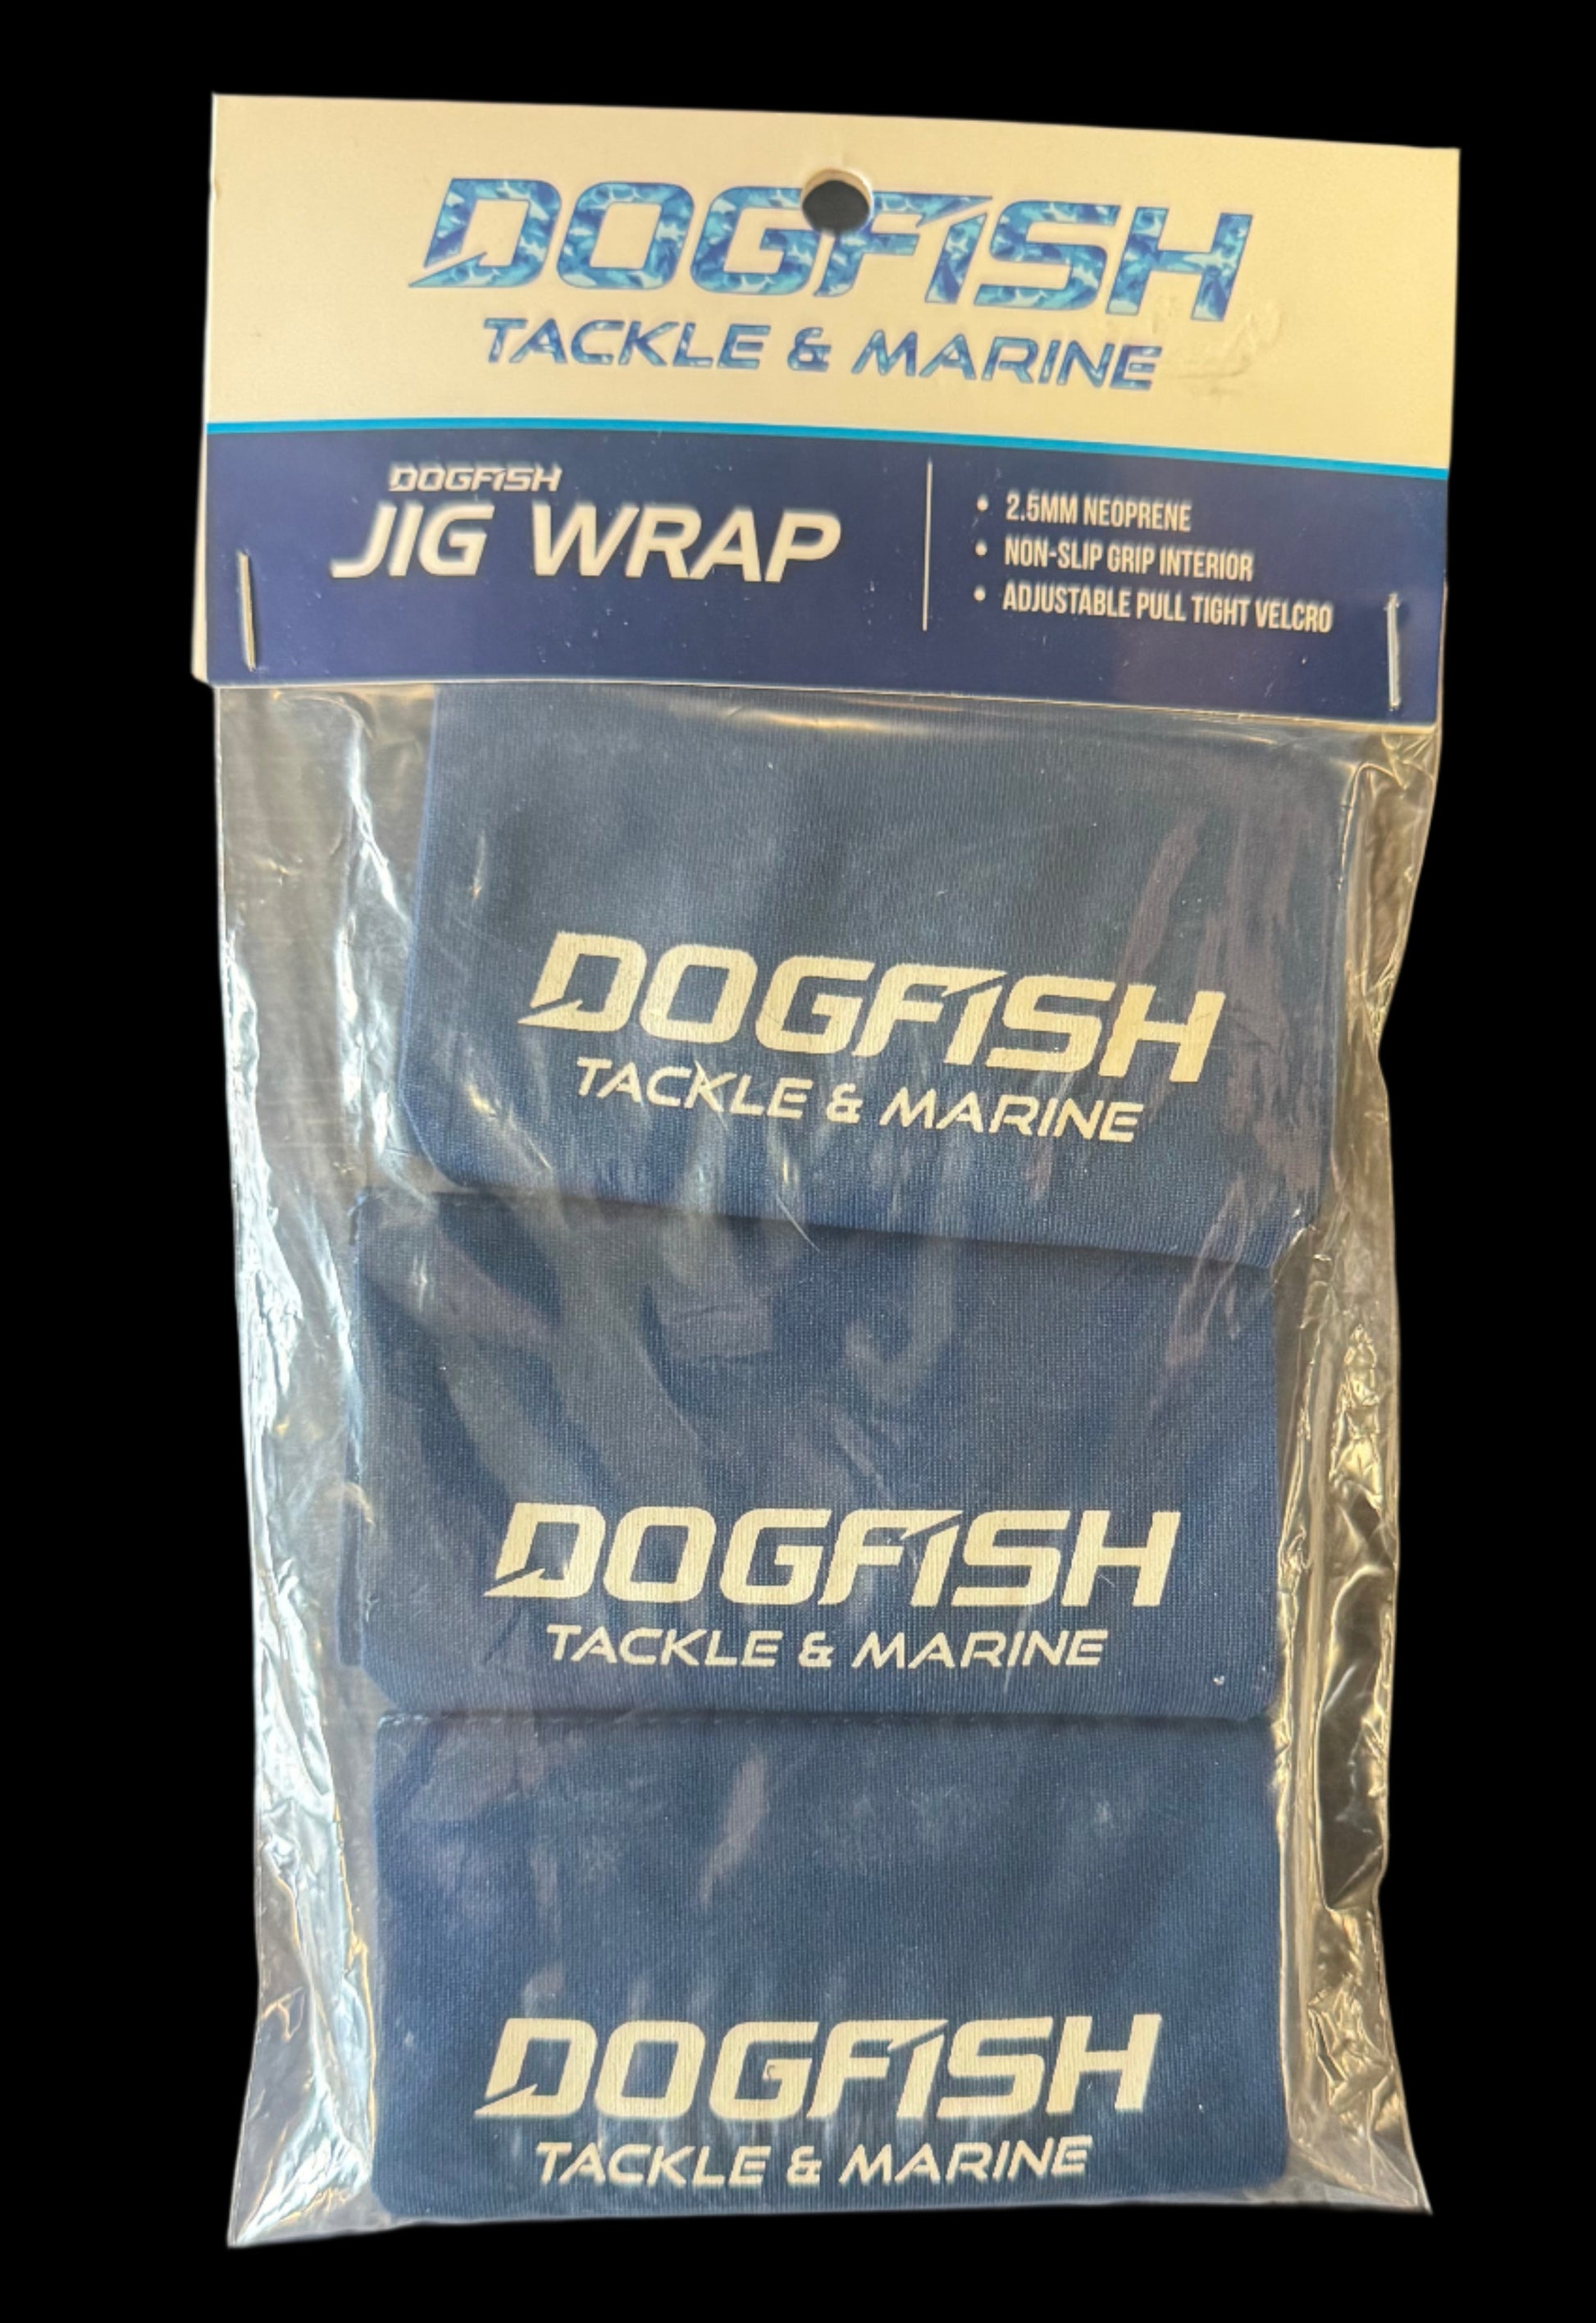 DOGFISH
TACKLE & MARINE
DOGFISH
JIG WRAP
• 2.5MM NEOPRENE
• NON-SLIP GRIP INTERIOR
• ADJUSTABLE PULL TIGHT VELCRO
DOGFISH
TACKLE & MARINE
DOGFISH
TACKLE & MARINE
DOGFISH
TACKLE & MARINE